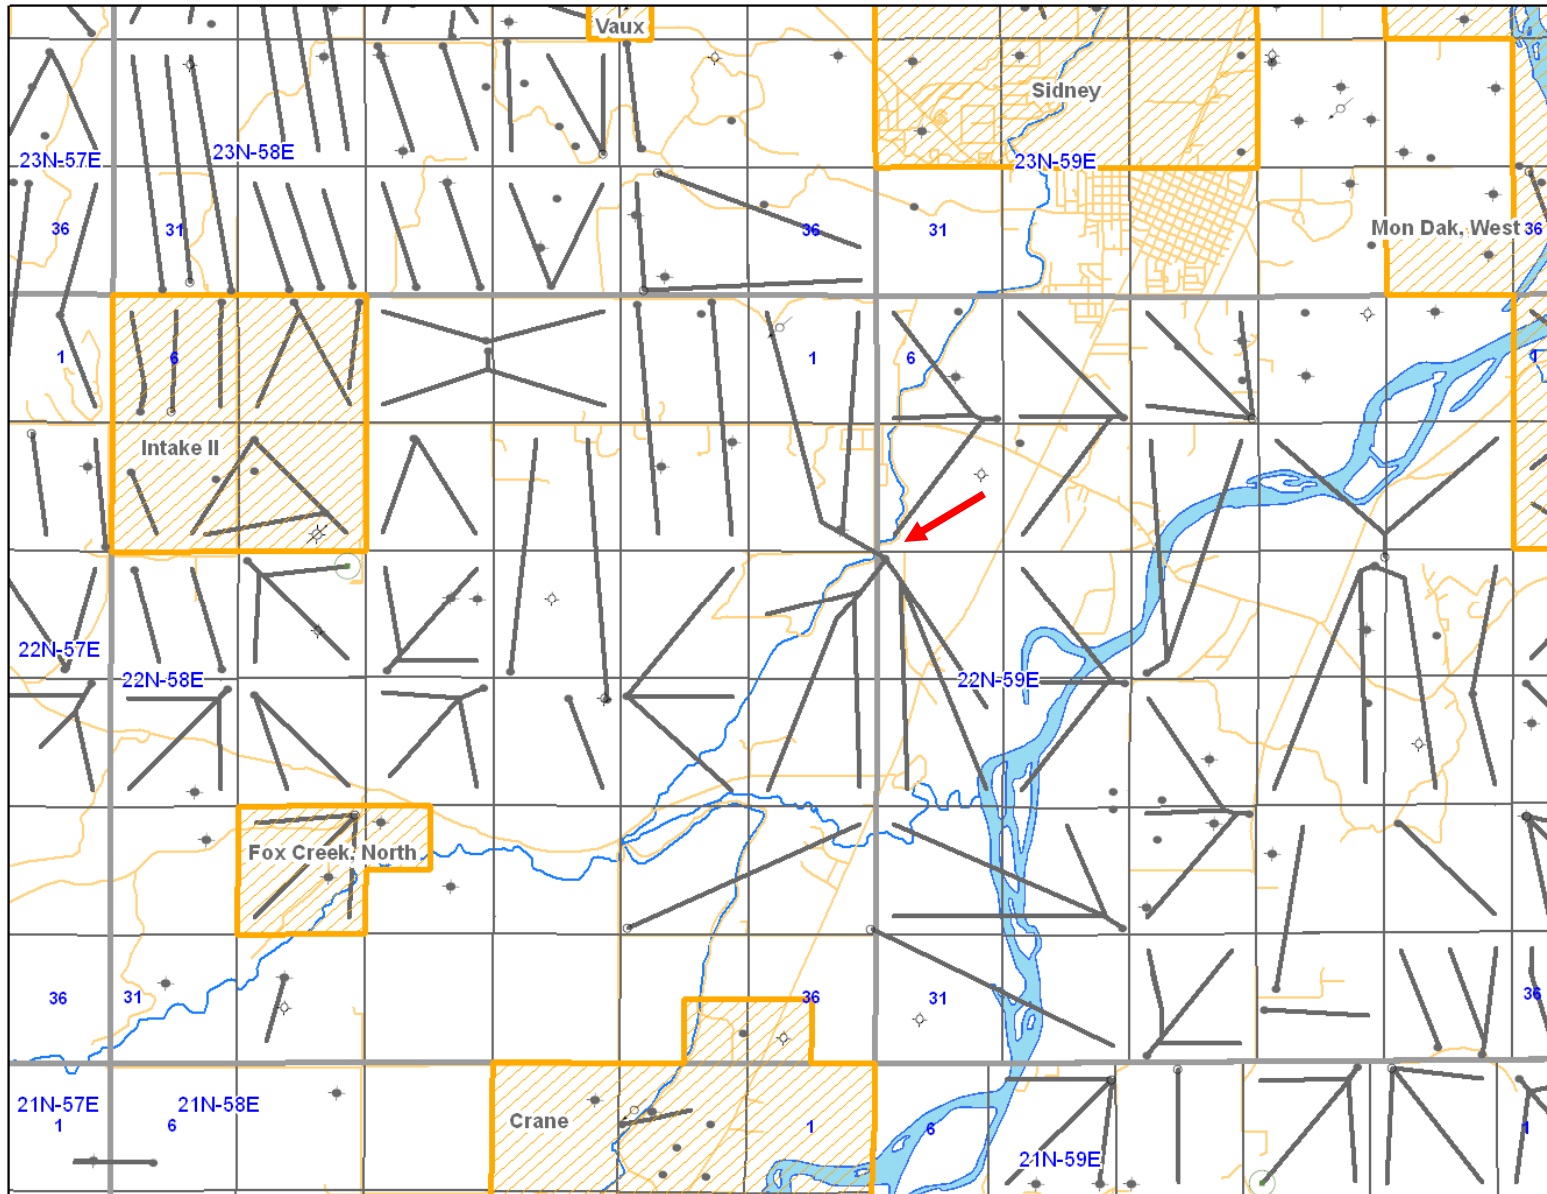 Vaux
Sidney
23N-57E
23N-58E
23N-59E
36
31
36
31
Mon Dak, West
36
1
6
1
6
1
Intake II
22N-57E
22N-58E
22N-59E
Fox Creek, North
36
31
36
31
36
21N-57E
21N-58E
1
6
Crane
1
6
21N-59E
1